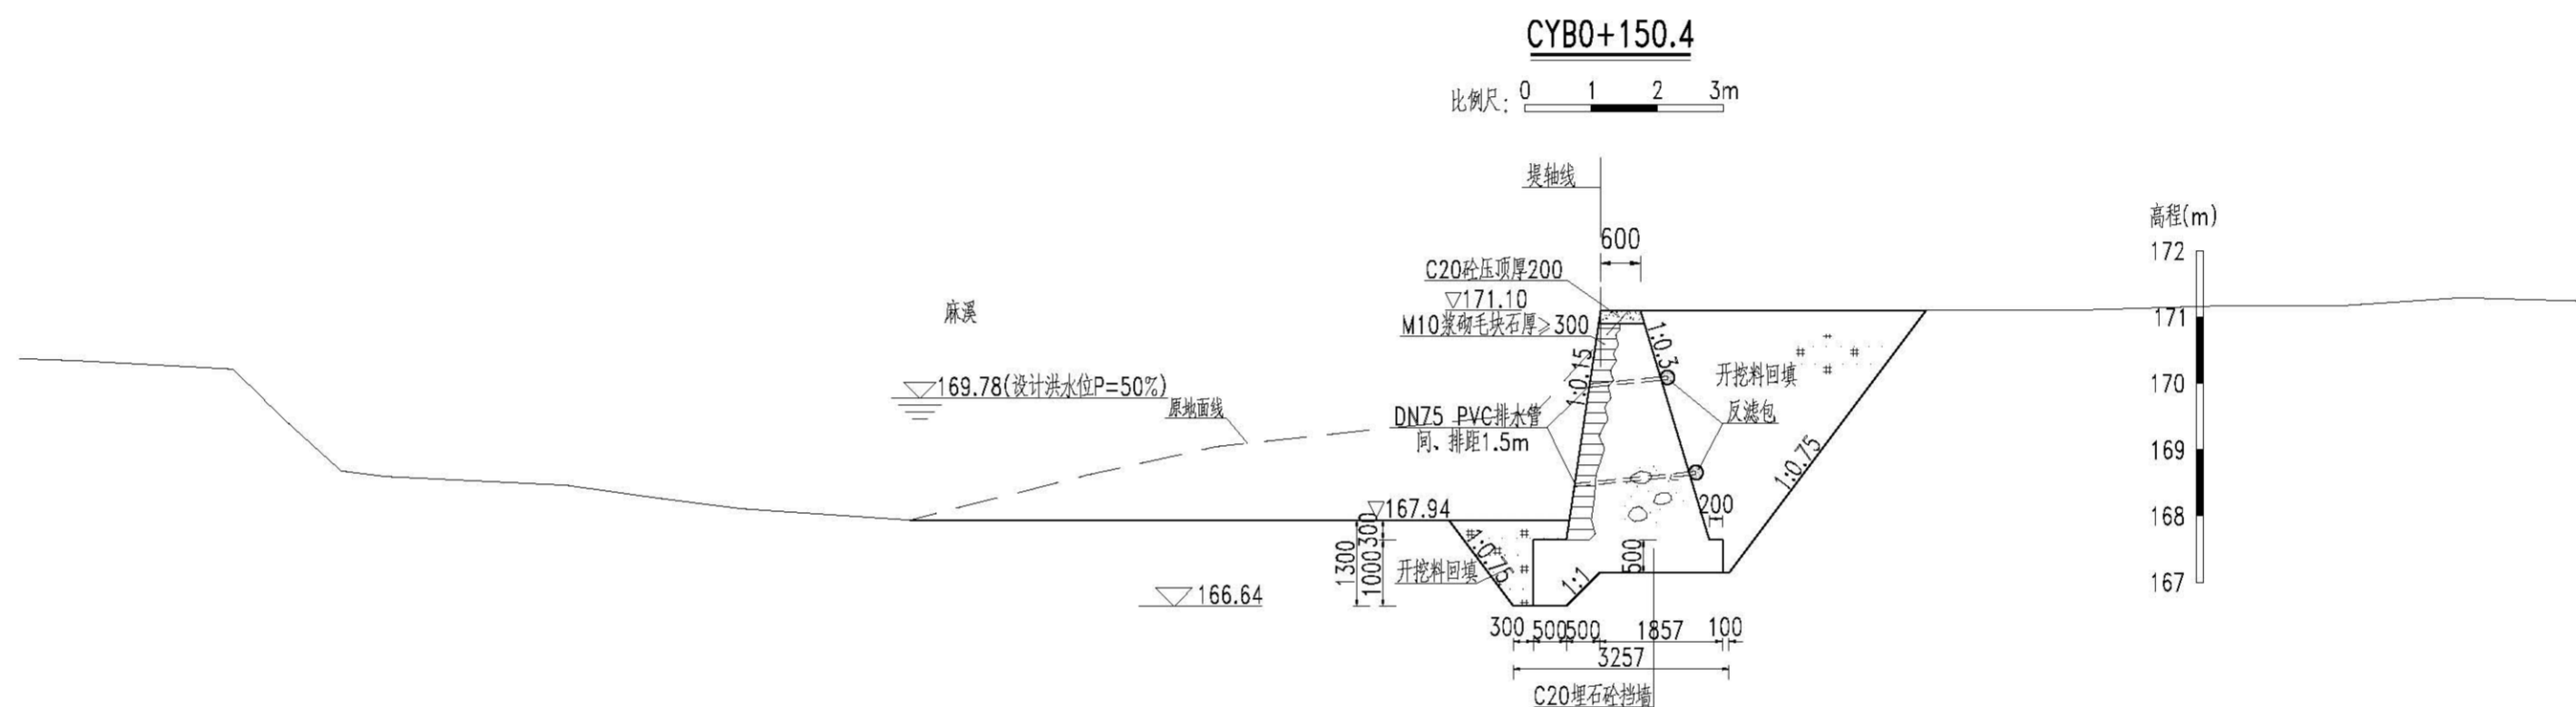 CYB0+150.4
比例尺: 0 1 2 3m
堤轴线
高程(m)
600
172
C20砼压顶厚200
▽171.10
麻溪
M10浆砌毛块石厚≥300
171
1:0.3
1:0.15
开挖料回填
170
169.78(设计洪水位P=50%)
原地面线
反滤包
DN75 PVC排水管
间、排距1.5m
169
1:0.75
▽167.94
200
168
300
1300
1000
1:0.75
开挖料回填
1:1
500
167
166.64
300 500 500 1857 100
3257
C20埋石砼挡墙